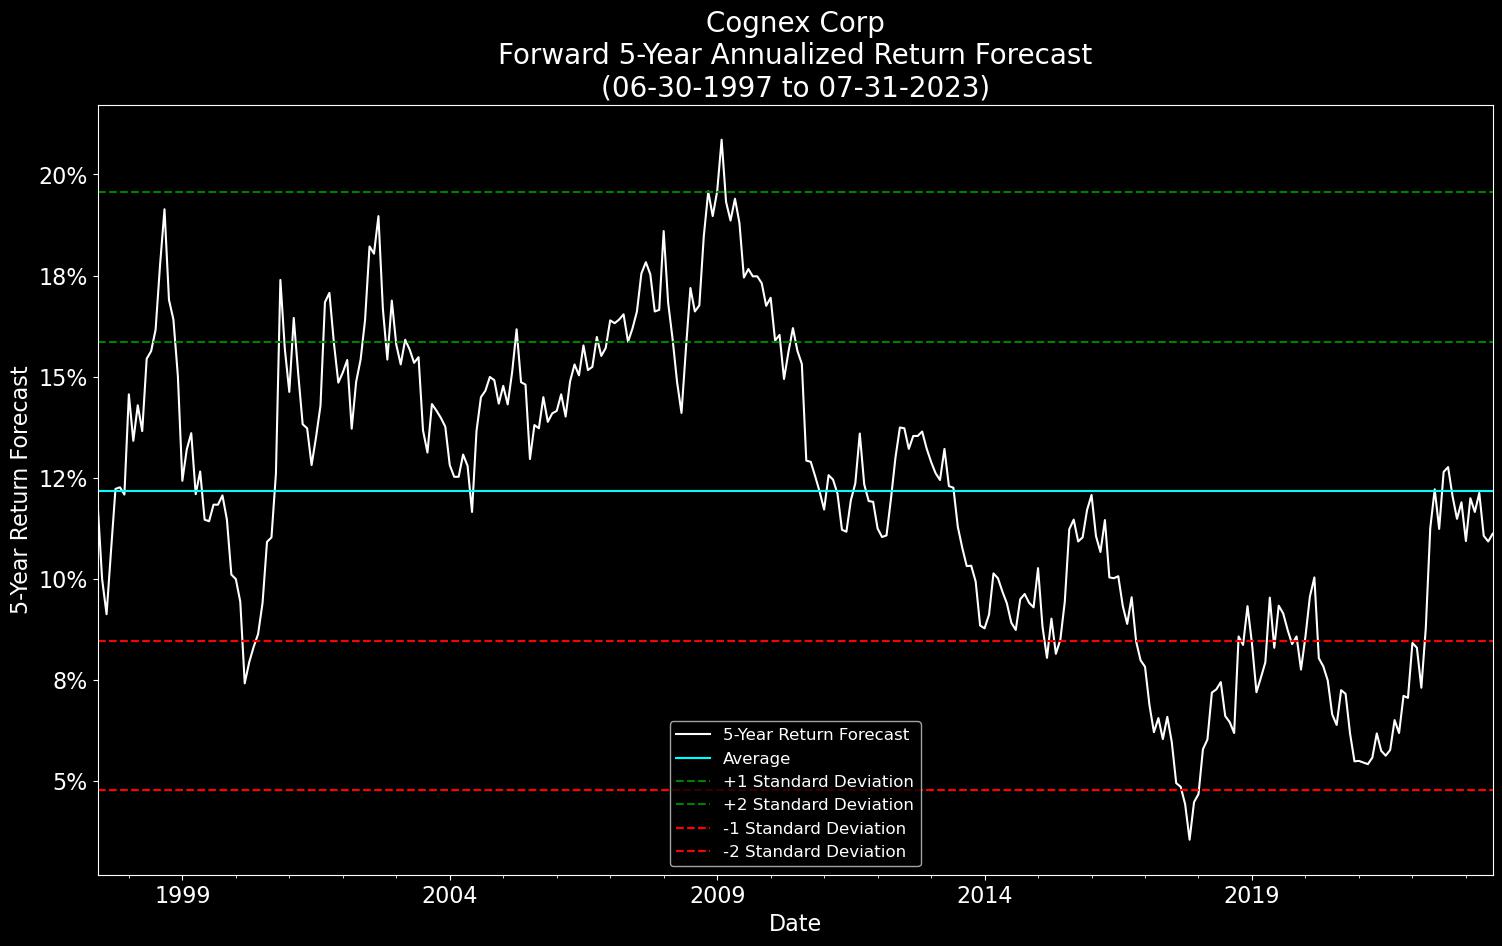 Cognex Corp
Forward 5-Year Annualized Return Forecast
(06-30-1997 to 07-31-2023)
20%
18%
15%
12%
10%
8%
5%
5-Year Return Forecast
5-Year Return Forecast
Average
+1 Standard Deviation
+2 Standard Deviation
-1 Standard Deviation
-2 Standard Deviation
1999 2004 2009 2014 2019
Date